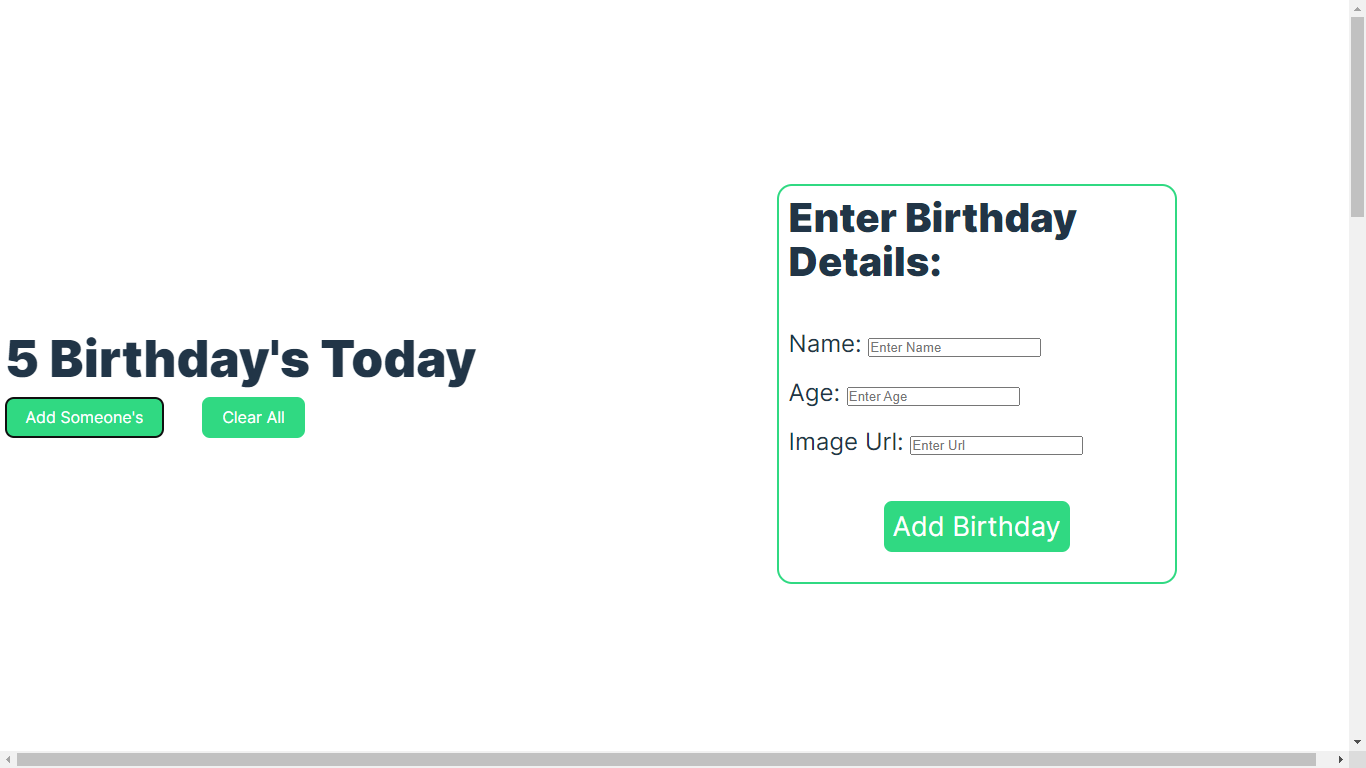 5 Birthday's Today
Add Someone's
Clear All
Enter Birthday
Details:
Name: Enter Name
Age: Enter Age
Image Url: Enter Url
Add Birthday